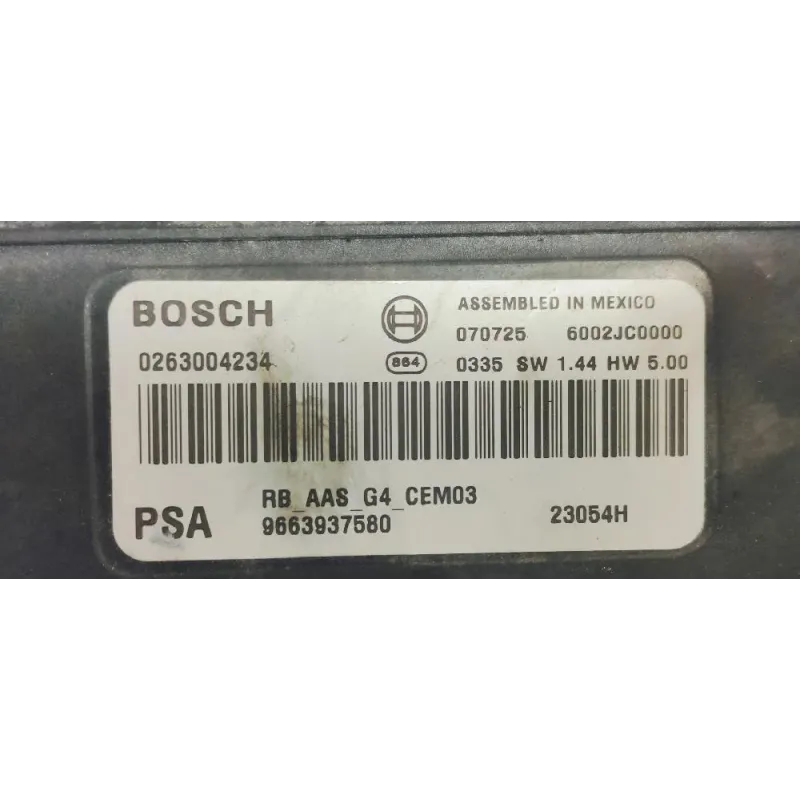 BOSCH
ASSEMBLED IN MEXICO
070725 6002JC0000
0263004234
864
0335 SW 1.44 HW 5.00
PSA
RB_AAS_G4_CEM03
9663937580
23054H